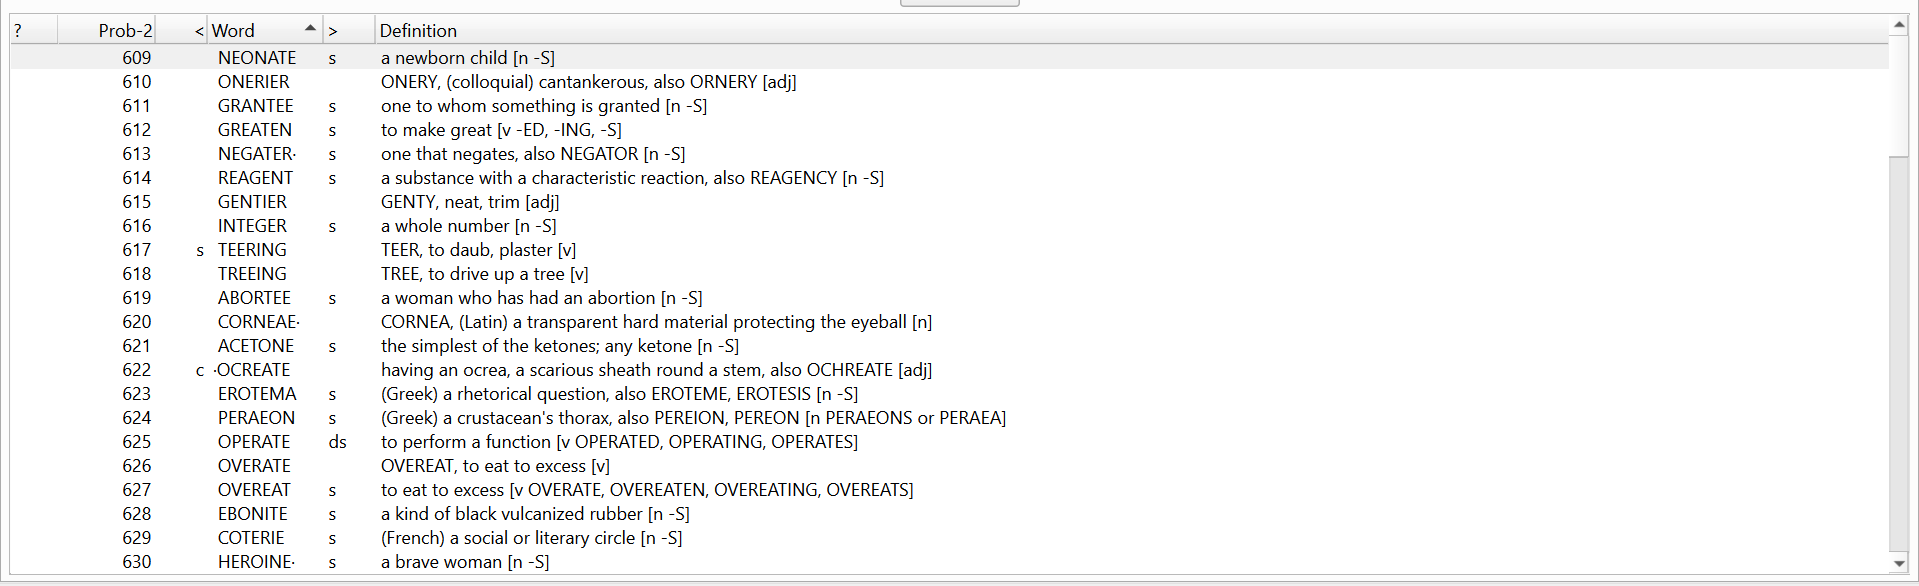 ? Prob-2 < Word > Definition
609 NEONATE s a newborn child [n -S]
610 ONERIER ONERY, (colloquial) cantankerous, also ORNERY [adj]
611 GRANTEE s one to whom something is granted [n -S]
612 GREATEN s to make great [v -ED, -ING, -S]
613 NEGATER· s one that negates, also NEGATOR [n -S]
614 REAGENT s a substance with a characteristic reaction, also REAGENCY [n -S]
615 GENTIER GENTY, neat, trim [adj]
616 INTEGER s a whole number [n -S]
617 s TEERING TEER, to daub, plaster [v]
618 TREEING TREE, to drive up a tree [v]
619 ABORTEE s a woman who has had an abortion [n -S]
620 CORNEAE· CORNEA, (Latin) a transparent hard material protecting the eyeball [n]
621 ACETONE s the simplest of the ketones; any ketone [n -S]
622 c ·OCREATE having an ocrea, a scarious sheath round a stem, also OCHREATE [adj]
623 EROTEMA s (Greek) a rhetorical question, also EROTEME, EROTESIS [n -S]
624 PERAEON s (Greek) a crustacean's thorax, also PEREION, PEREON [n PERAEONS or PERAEA]
625 OPERATE ds to perform a function [v OPERATED, OPERATING, OPERATES]
626 OVERATE OVEREAT, to eat to excess [v]
627 OVEREAT s to eat to excess [v OVERATE, OVEREATEN, OVEREATING, OVEREATS]
628 EBONITE s a kind of black vulcanized rubber [n -S]
629 COTERIE s (French) a social or literary circle [n -S]
630 HEROINE· s a brave woman [n -S]